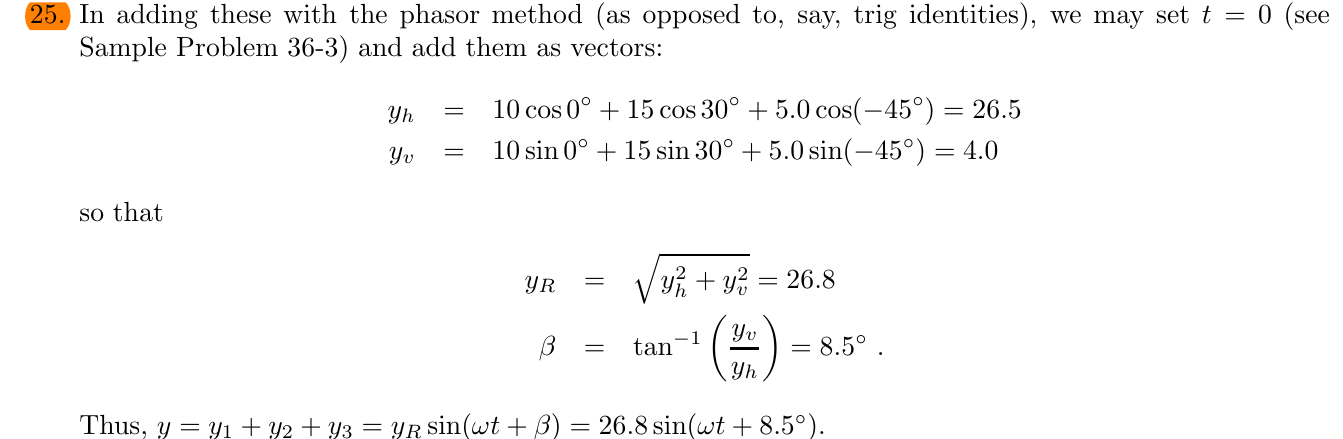 25. In adding these with the phasor method (as opposed to, say, trig identities), we may set t = 0 (see
Sample Problem 36-3) and add them as vectors:
y_h = 10 cos 0° + 15 cos 30° + 5.0 cos(−45°) = 26.5
y_v = 10 sin 0° + 15 sin 30° + 5.0 sin(−45°) = 4.0
so that
y_R = √(y_h² + y_v²) = 26.8
β = tan⁻¹(y_v/y_h) = 8.5° .
Thus, y = y₁ + y₂ + y₃ = y_R sin(ωt + β) = 26.8 sin(ωt + 8.5°).